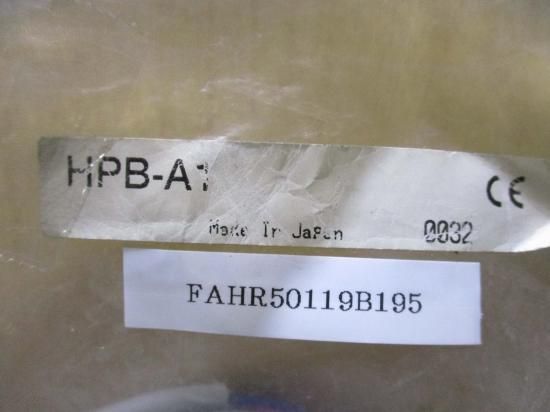 HPB-A1
CE
Made In Japan 0032
FAHR50119B195